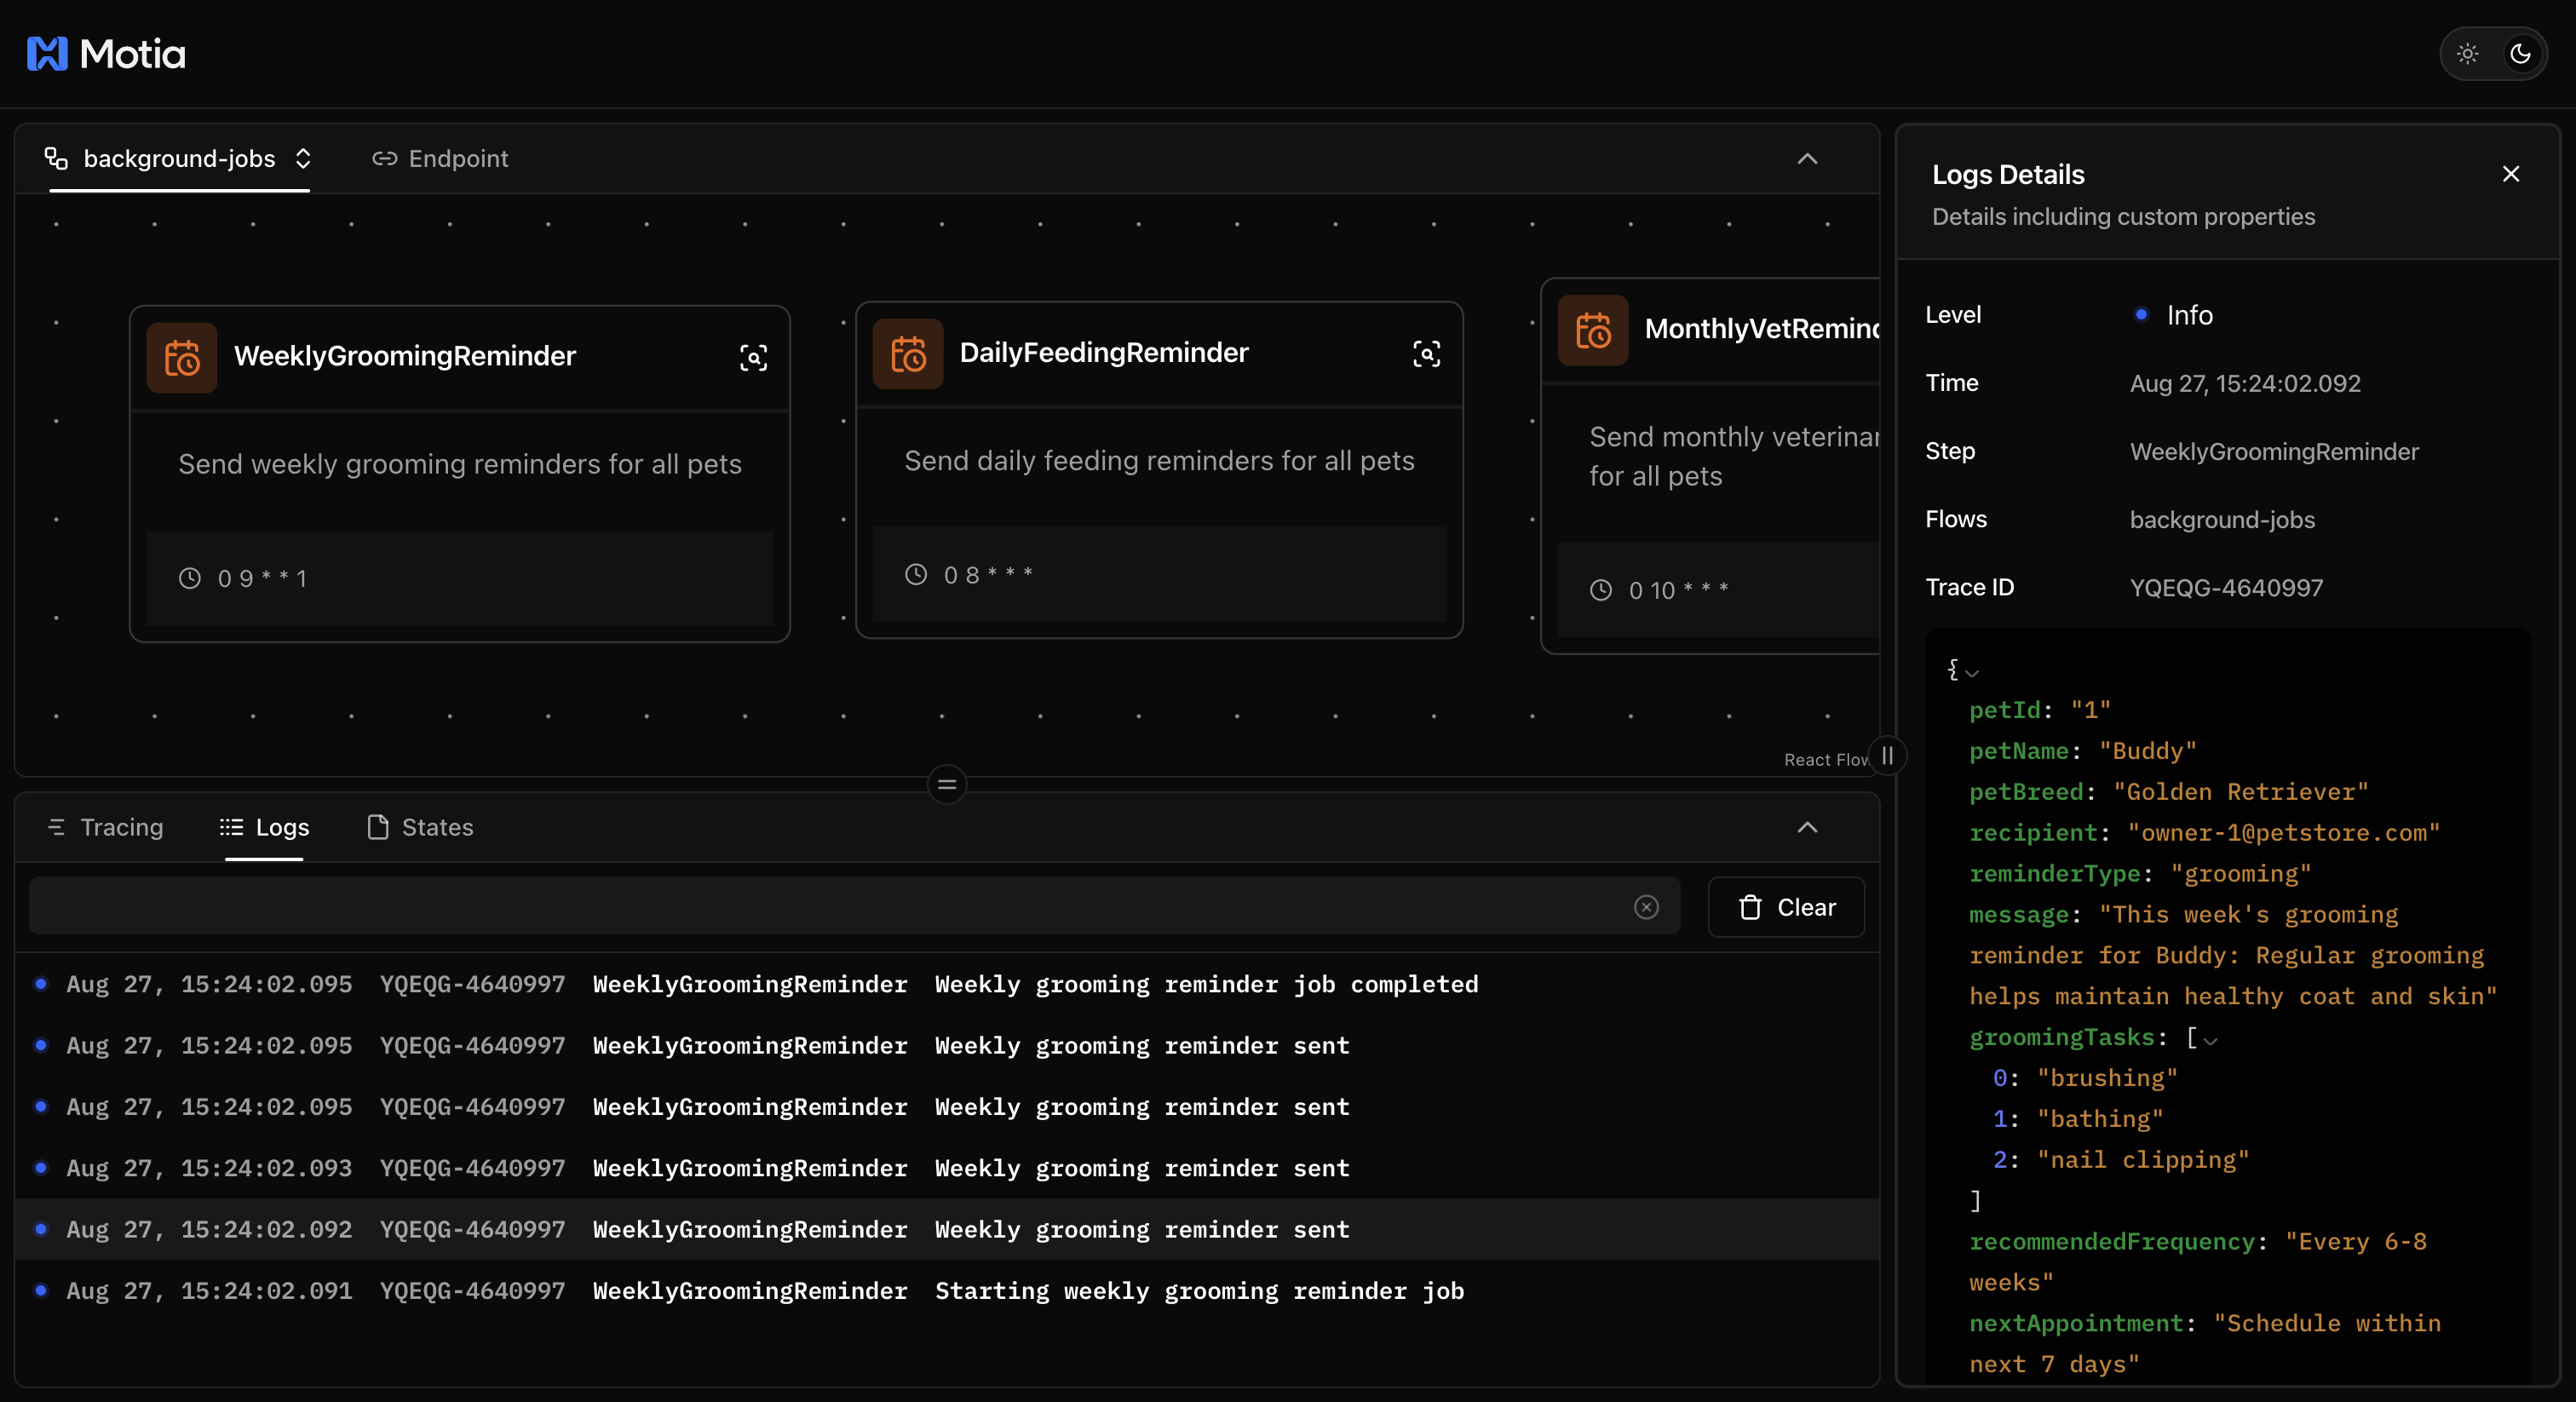 Motia
background-jobs
Endpoint
WeeklyGroomingReminder
Send weekly grooming reminders for all pets
0 9 * * 1
DailyFeedingReminder
Send daily feeding reminders for all pets
0 8 * * *
MonthlyVetRemind
Send monthly veterinar
for all pets
0 10 * * *
React Flow
Tracing
Logs
States
Clear
Aug 27, 15:24:02.095 YQEQG-4640997 WeeklyGroomingReminder Weekly grooming reminder job completed
Aug 27, 15:24:02.095 YQEQG-4640997 WeeklyGroomingReminder Weekly grooming reminder sent
Aug 27, 15:24:02.095 YQEQG-4640997 WeeklyGroomingReminder Weekly grooming reminder sent
Aug 27, 15:24:02.093 YQEQG-4640997 WeeklyGroomingReminder Weekly grooming reminder sent
Aug 27, 15:24:02.092 YQEQG-4640997 WeeklyGroomingReminder Weekly grooming reminder sent
Aug 27, 15:24:02.091 YQEQG-4640997 WeeklyGroomingReminder Starting weekly grooming reminder job
Logs Details
Details including custom properties
Level Info
Time Aug 27, 15:24:02.092
Step WeeklyGroomingReminder
Flows background-jobs
Trace ID YQEQG-4640997
{
petId: "1"
petName: "Buddy"
petBreed: "Golden Retriever"
recipient: "owner-1@petstore.com"
reminderType: "grooming"
message: "This week's grooming
reminder for Buddy: Regular grooming
helps maintain healthy coat and skin"
groomingTasks: [
0: "brushing"
1: "bathing"
2: "nail clipping"
]
recommendedFrequency: "Every 6-8
weeks"
nextAppointment: "Schedule within
next 7 days"